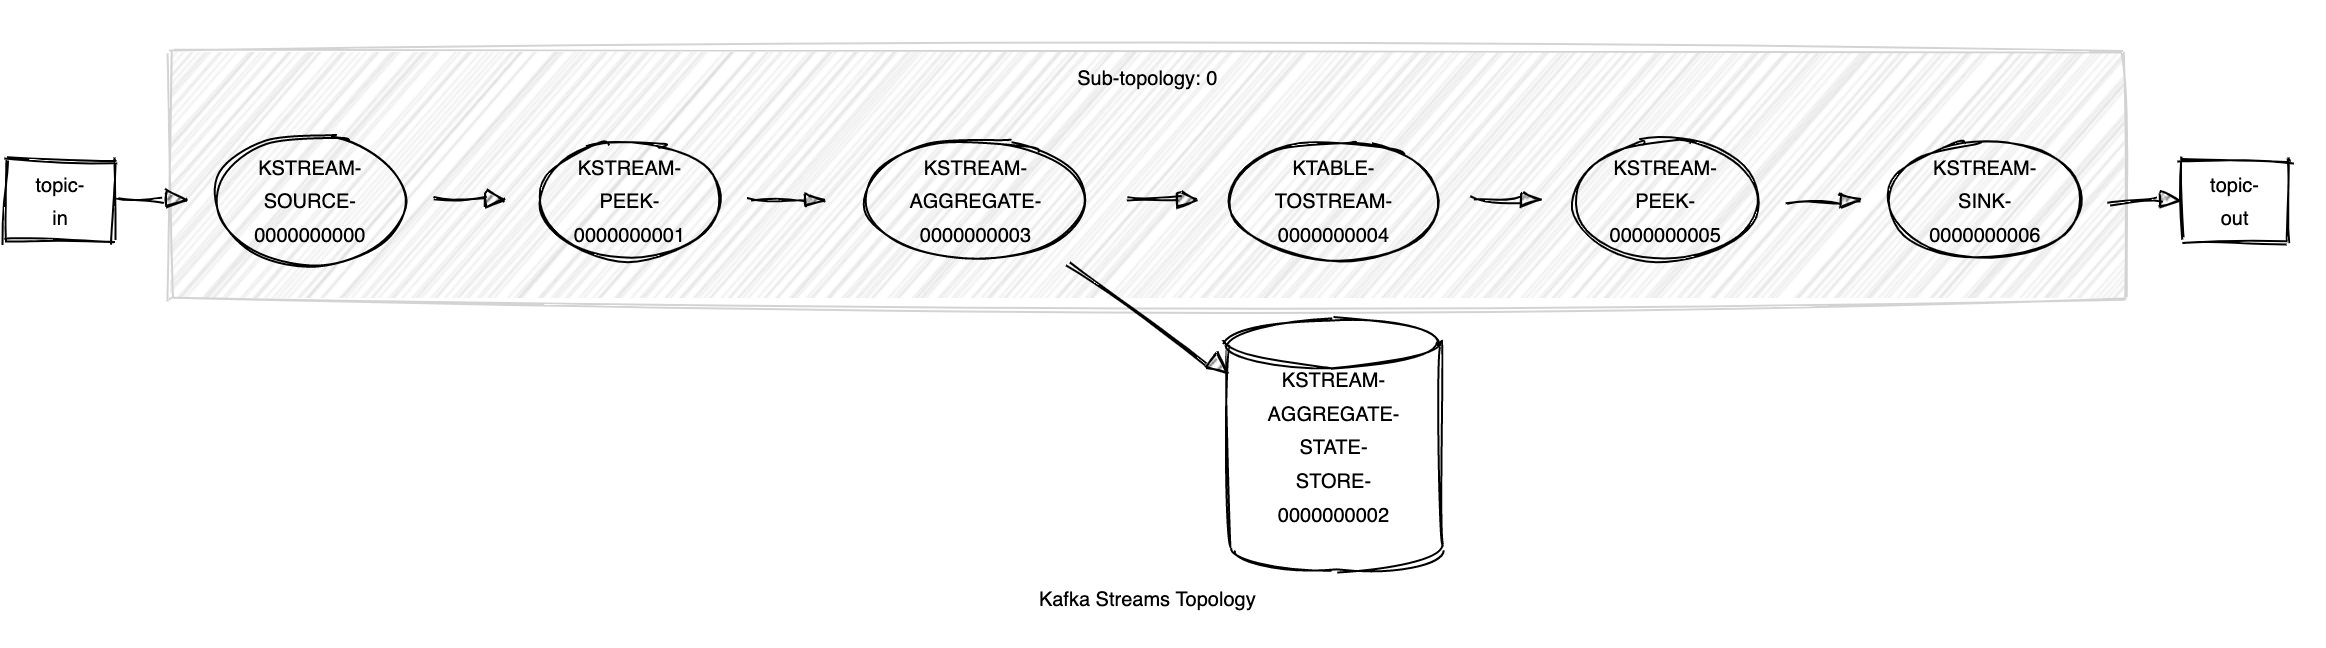 Sub-topology: 0
topic-
in
KSTREAM-
SOURCE-
0000000000
KSTREAM-
PEEK-
0000000001
KSTREAM-
AGGREGATE-
0000000003
KTABLE-
TOSTREAM-
0000000004
KSTREAM-
PEEK-
0000000005
KSTREAM-
SINK-
0000000006
topic-
out
KSTREAM-
AGGREGATE-
STATE-
STORE-
0000000002
Kafka Streams Topology